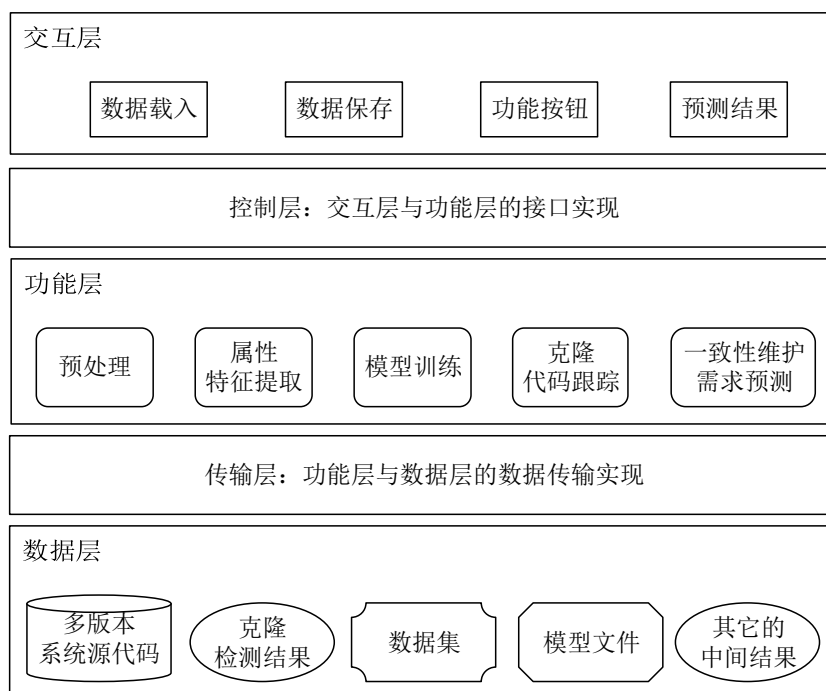 交互层
数据载入
数据保存
功能按钮
预测结果
控制层：交互层与功能层的接口实现
功能层
预处理
属性
特征提取
模型训练
克隆
代码跟踪
一致性维护
需求预测
传输层：功能层与数据层的数据传输实现
数据层
多版本
系统源代码
克隆
检测结果
数据集
模型文件
其它的
中间结果